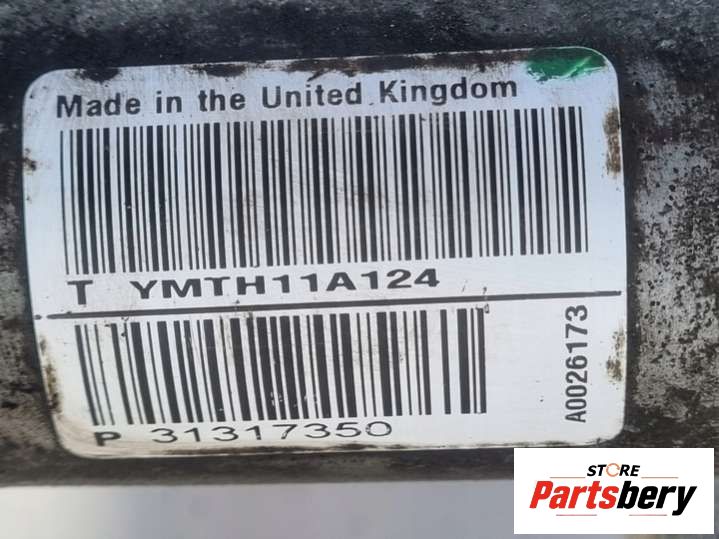 Made in the United Kingdom
T YMTH11A124
P 31317350
A0026173
STORE
Partsbery